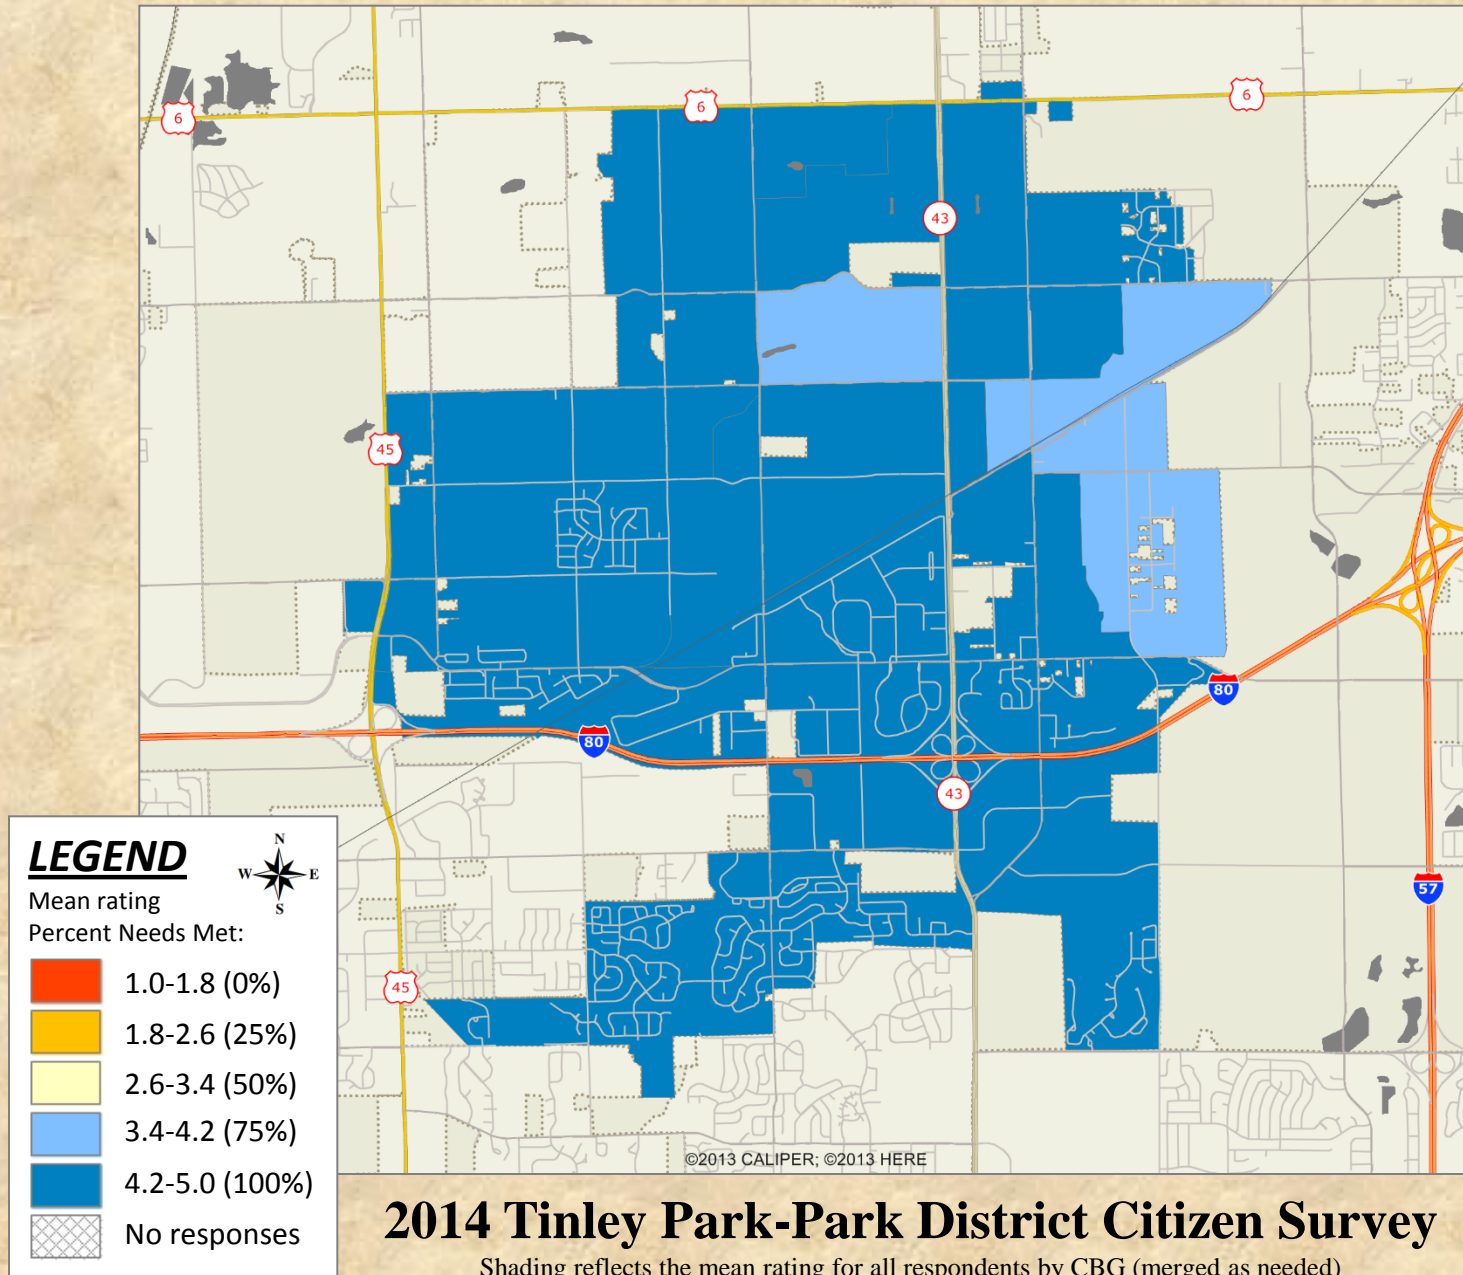 6
6
6
43
45
80
80
43
57
45
LEGEND
N
W E
S
Mean rating
Percent Needs Met:
1.0-1.8 (0%)
1.8-2.6 (25%)
2.6-3.4 (50%)
3.4-4.2 (75%)
4.2-5.0 (100%)
No responses
©2013 CALIPER; ©2013 HERE
2014 Tinley Park-Park District Citizen Survey
Shading reflects the mean rating for all respondents by CBG (merged as needed)